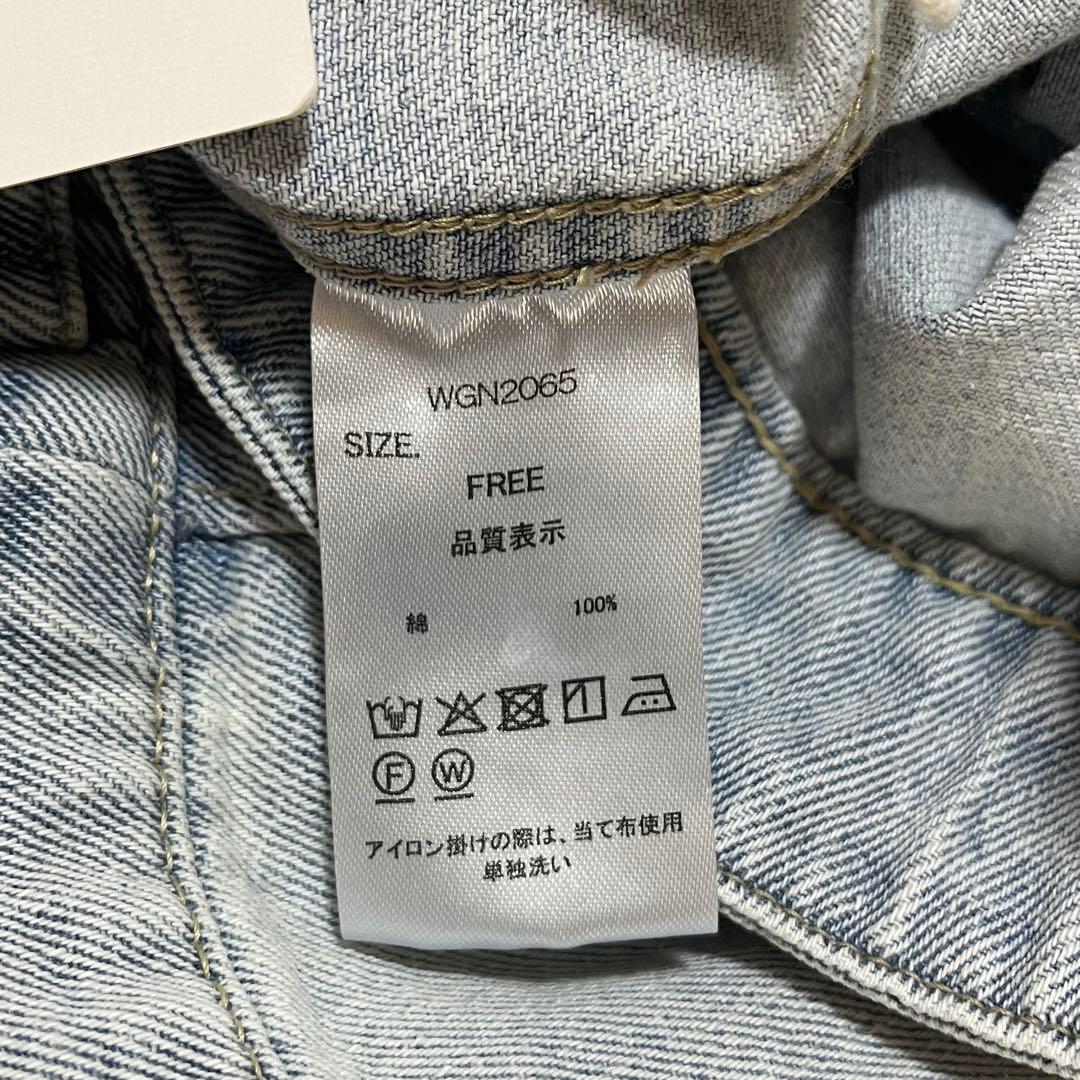 WGN2065
SIZE.
FREE
品質表示
綿 100%
F W
アイロン掛けの際は、当て布使用
単独洗い